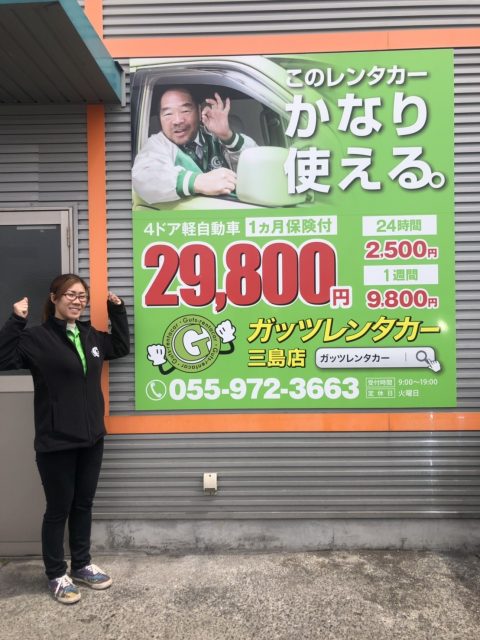 このレンタカー
かなり
使える。
4ドア軽自動車 1ヵ月保険付
29,800円
24時間
2,500円
1週間
9.800円
ガッツレンタカー
三島店
ガッツレンタカー
G
Guts-rentacar
055-972-3663
受付時間 9:00〜19:00
定休日 火曜日